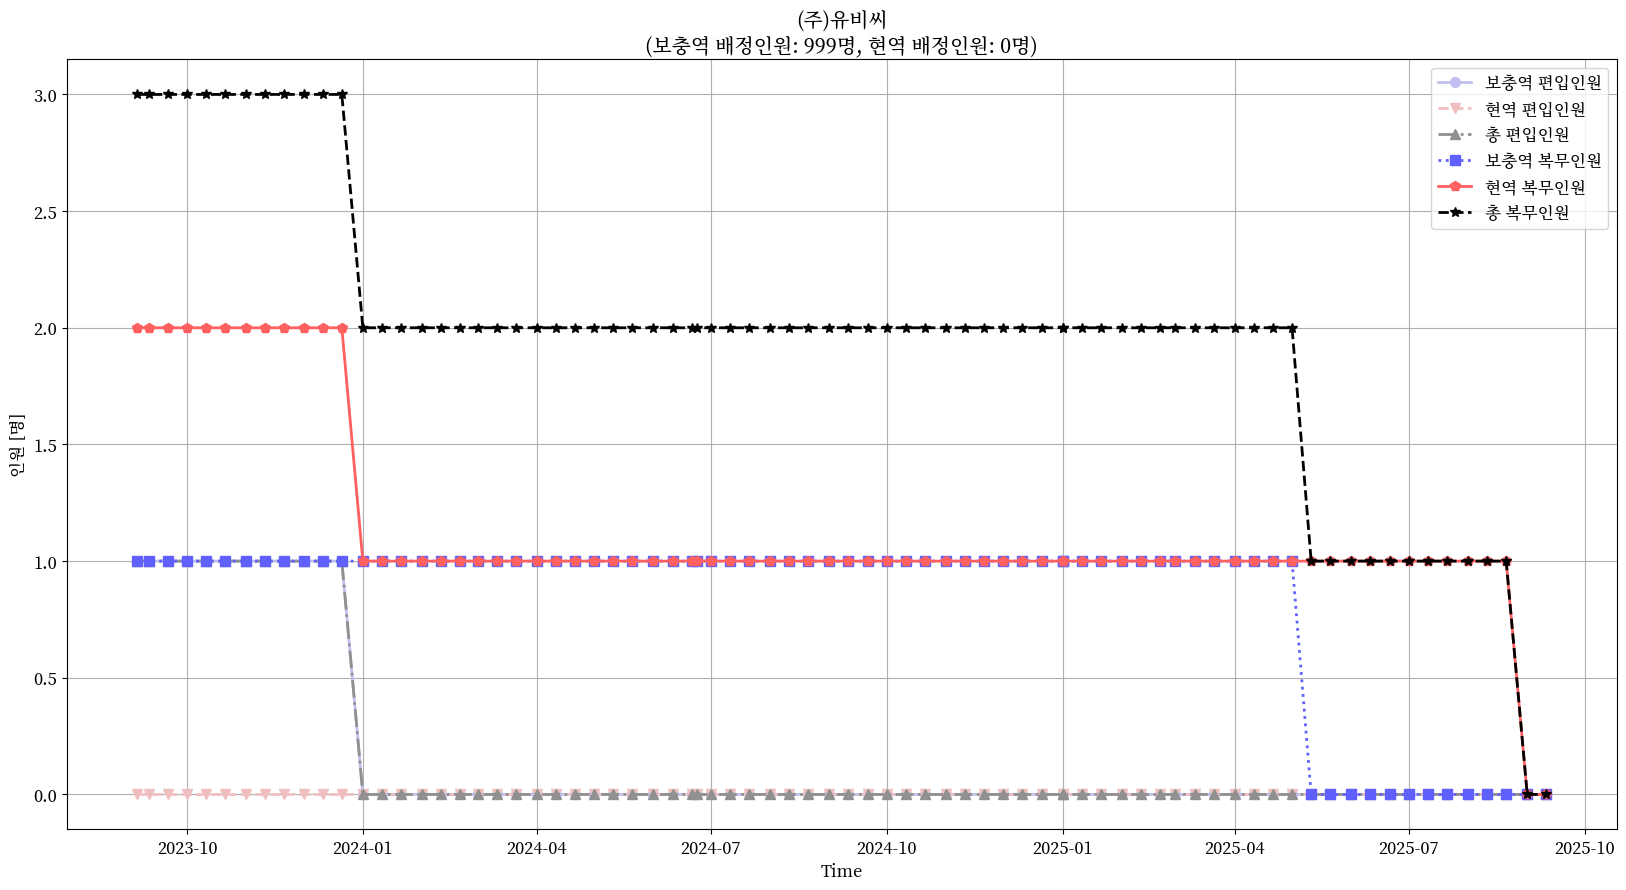 (주)유비씨
(보충역 배정인원: 999명, 현역 배정인원: 0명)
보충역 편입인원
현역 편입인원
총 편입인원
보충역 복무인원
현역 복무인원
총 복무인원
3.0
2.5
2.0
1.5
1.0
0.5
0.0
인원 [명]
2023-10
2024-01
2024-04
2024-07
2024-10
2025-01
2025-04
2025-07
2025-10
Time